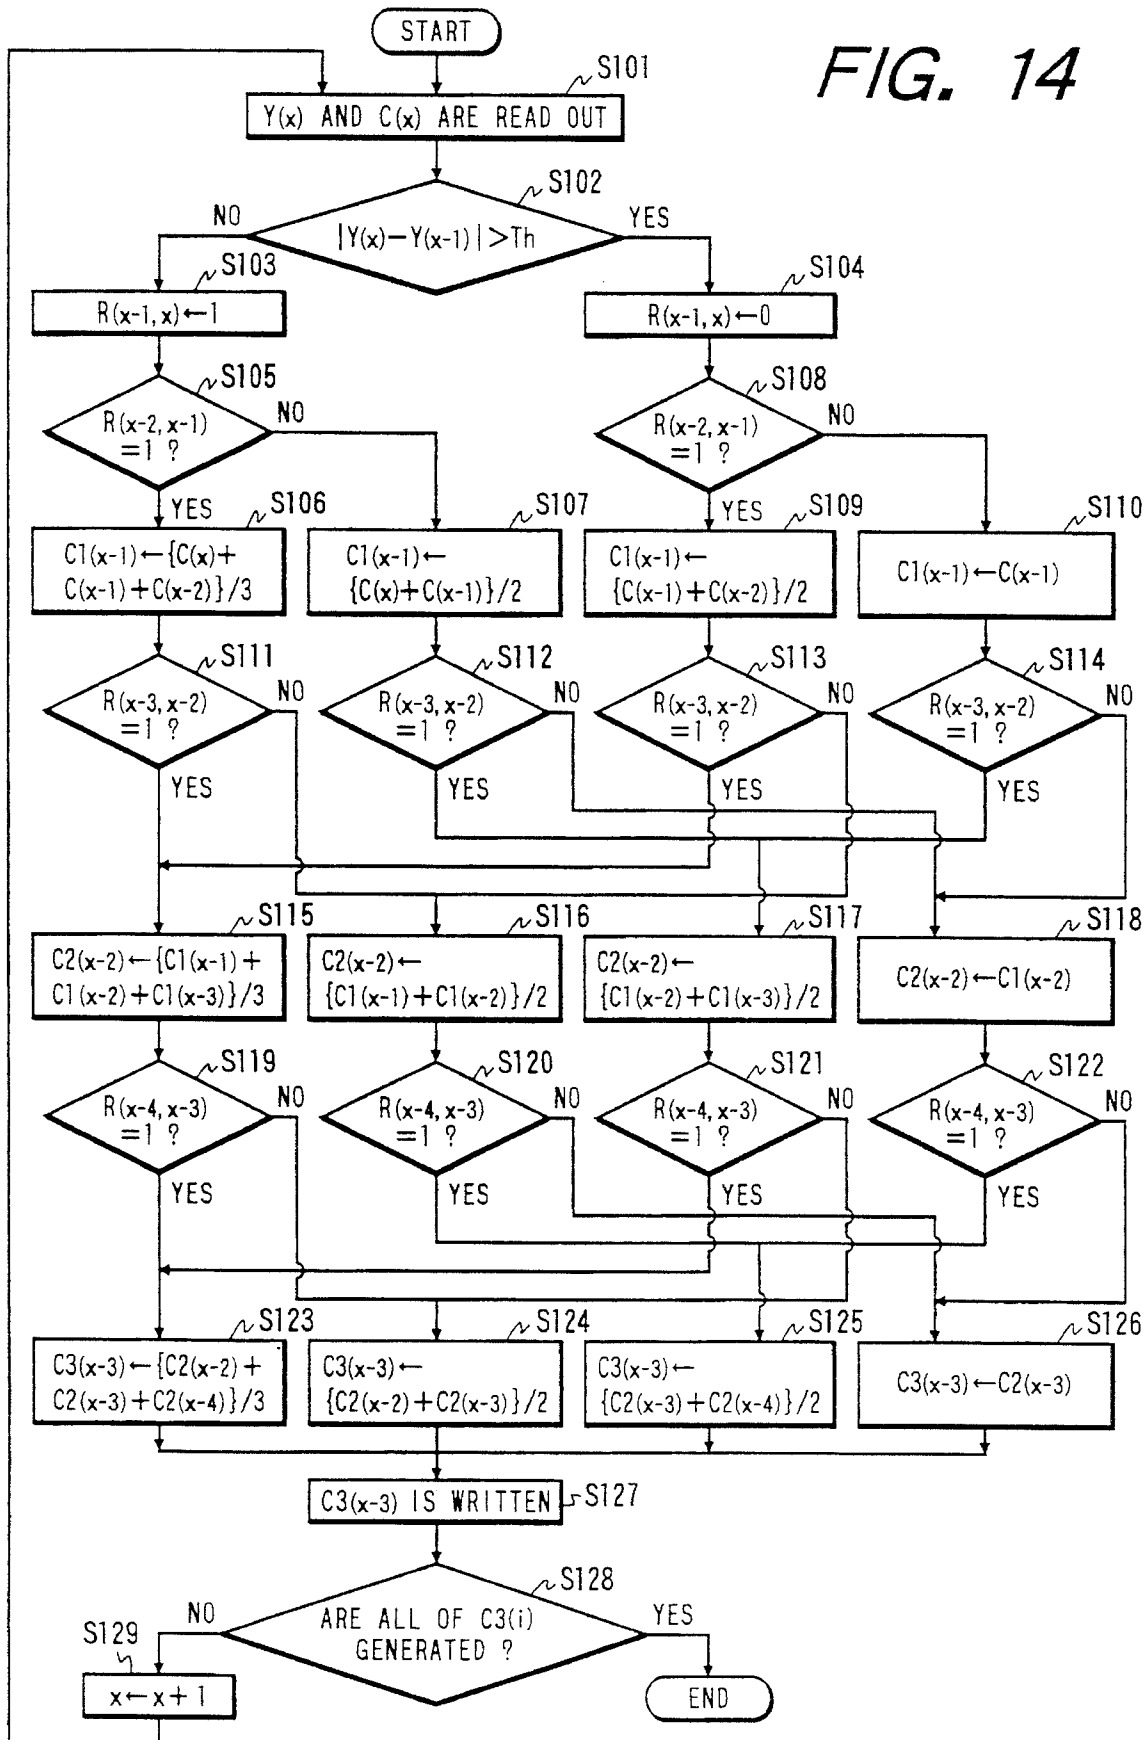 START
FIG. 14
S101
Y(x) AND C(x) ARE READ OUT
S102
NO
|Y(x)−Y(x-1)|>Th
YES
S103
R(x-1, x)←1
S104
R(x-1, x)←0
S105
R(x-2, x-1)
=1 ?
NO
YES
S108
R(x-2, x-1)
=1 ?
NO
YES
S106
C1(x-1)←{C(x)+
C(x-1)+C(x-2)}/3
S107
C1(x-1)←
{C(x)+C(x-1)}/2
S109
C1(x-1)←
{C(x-1)+C(x-2)}/2
S110
C1(x-1)←C(x-1)
S111
R(x-3, x-2)
=1 ?
NO
YES
S112
R(x-3, x-2)
=1 ?
NO
YES
S113
R(x-3, x-2)
=1 ?
NO
YES
S114
R(x-3, x-2)
=1 ?
NO
YES
S115
C2(x-2)←{C1(x-1)+
C1(x-2)+C1(x-3)}/3
S116
C2(x-2)←
{C1(x-1)+C1(x-2)}/2
S117
C2(x-2)←
{C1(x-2)+C1(x-3)}/2
S118
C2(x-2)←C1(x-2)
S119
R(x-4, x-3)
=1 ?
NO
YES
S120
R(x-4, x-3)
=1 ?
NO
YES
S121
R(x-4, x-3)
=1 ?
NO
YES
S122
R(x-4, x-3)
=1 ?
NO
YES
S123
C3(x-3)←{C2(x-2)+
C2(x-3)+C2(x-4)}/3
S124
C3(x-3)←
{C2(x-2)+C2(x-3)}/2
S125
C3(x-3)←
{C2(x-3)+C2(x-4)}/2
S126
C3(x-3)←C2(x-3)
C3(x-3) IS WRITTEN
S127
S128
NO
ARE ALL OF C3(i)
GENERATED ?
YES
S129
x←x+1
END